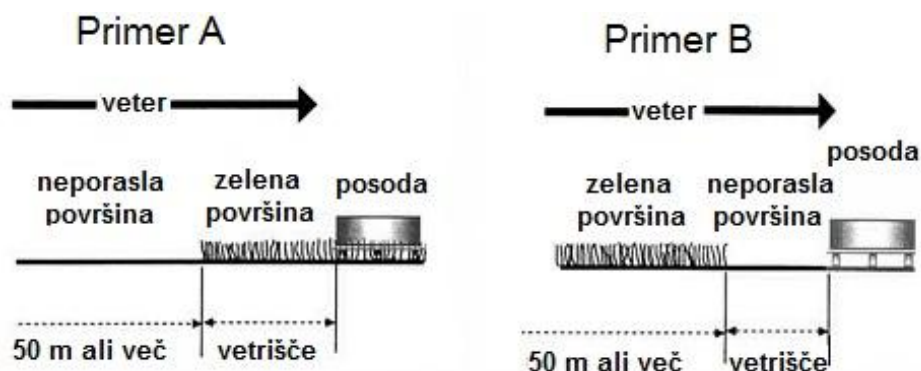 Primer A
veter
neporasla
površina
zelena
površina
posoda
50 m ali več
vetrišče
Primer B
veter
posoda
zelena
površina
neporasla
površina
50 m ali več
vetrišče